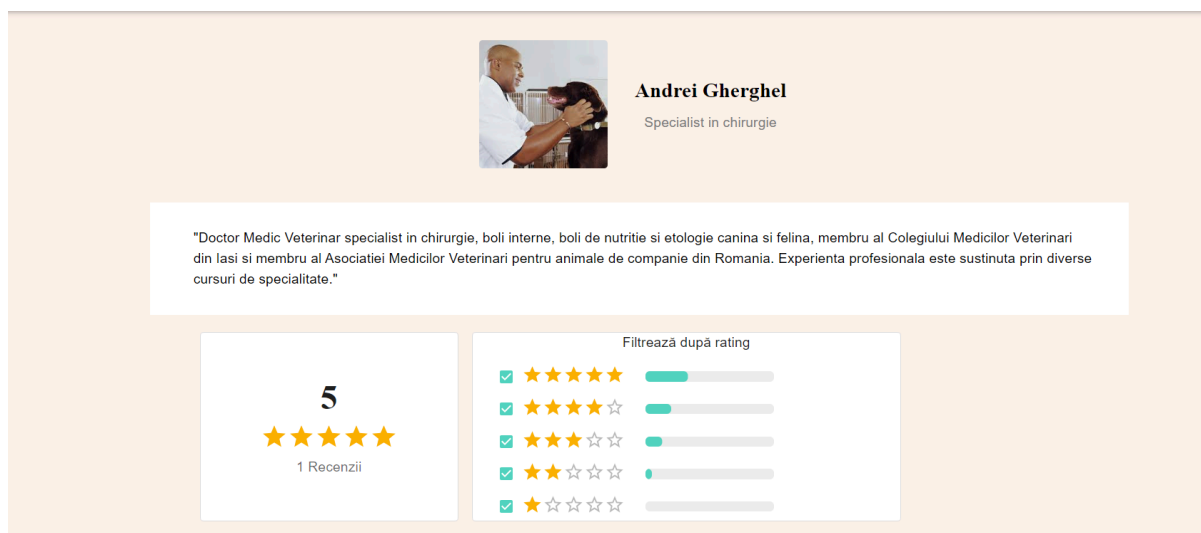 Andrei Gherghel
Specialist in chirurgie
"Doctor Medic Veterinar specialist in chirurgie, boli interne, boli de nutritie si etologie canina si felina, membru al Colegiului Medicilor Veterinari
din Iasi si membru al Asociatiei Medicilor Veterinari pentru animale de companie din Romania. Experienta profesionala este sustinuta prin diverse
cursuri de specialitate."
5
1 Recenzii
Filtrează după rating